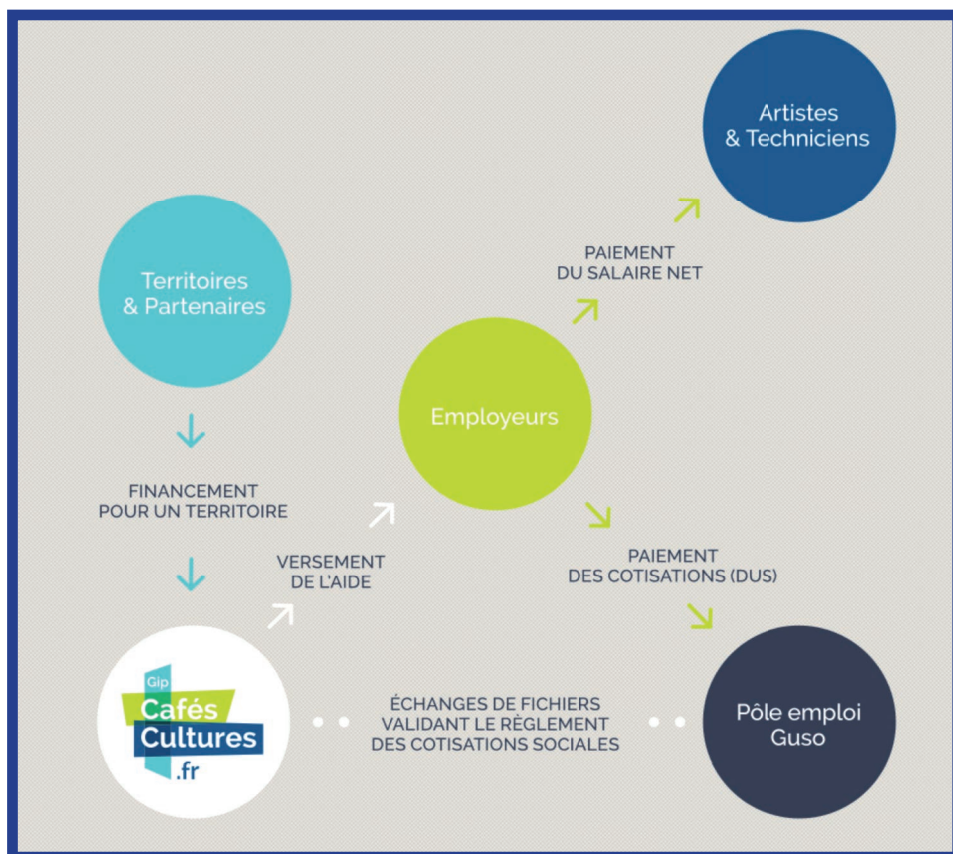 Artistes
& Techniciens
PAIEMENT
DU SALAIRE NET
Territoires
& Partenaires
Employeurs
FINANCEMENT
POUR UN TERRITOIRE
VERSEMENT
DE L'AIDE
PAIEMENT
DES COTISATIONS (DUS)
Gip
Cafés
Cultures
.fr
ÉCHANGES DE FICHIERS
VALIDANT LE RÈGLEMENT
DES COTISATIONS SOCIALES
Pôle emploi
Guso